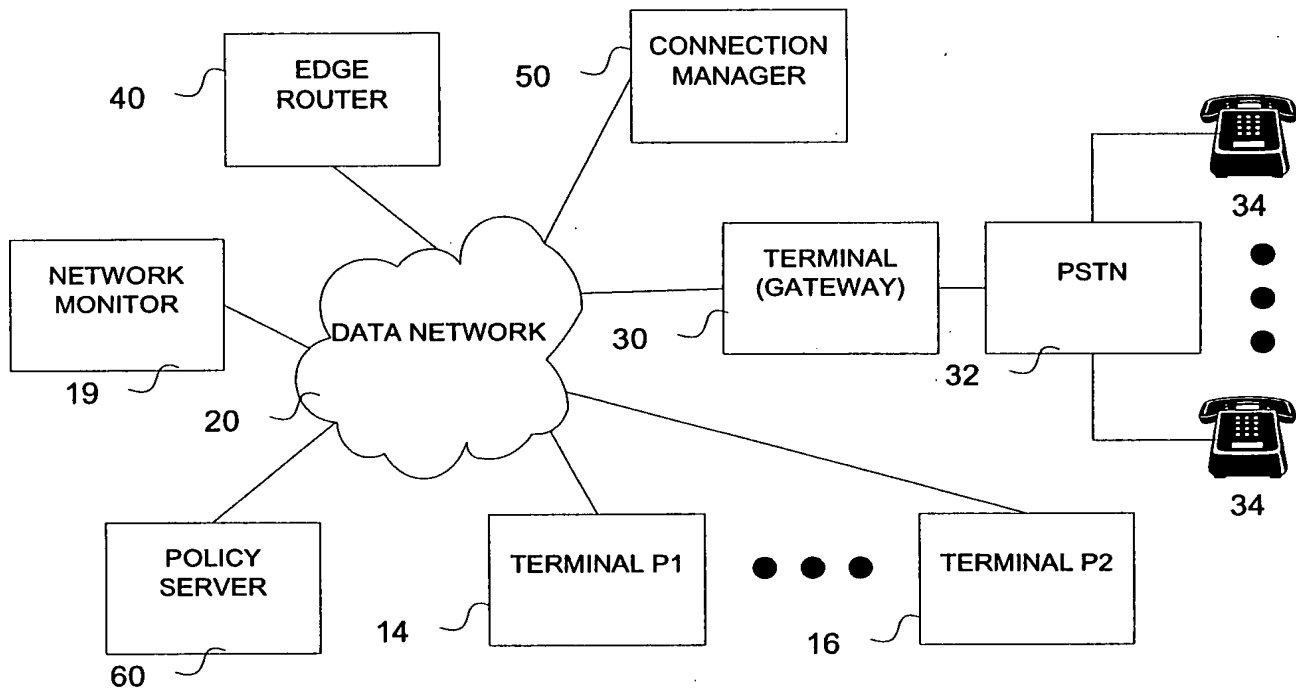 EDGE
ROUTER
40
CONNECTION
MANAGER
50
34
NETWORK
MONITOR
19
DATA NETWORK
20
TERMINAL
(GATEWAY)
30
PSTN
32
34
POLICY
SERVER
60
TERMINAL P1
14
TERMINAL P2
16